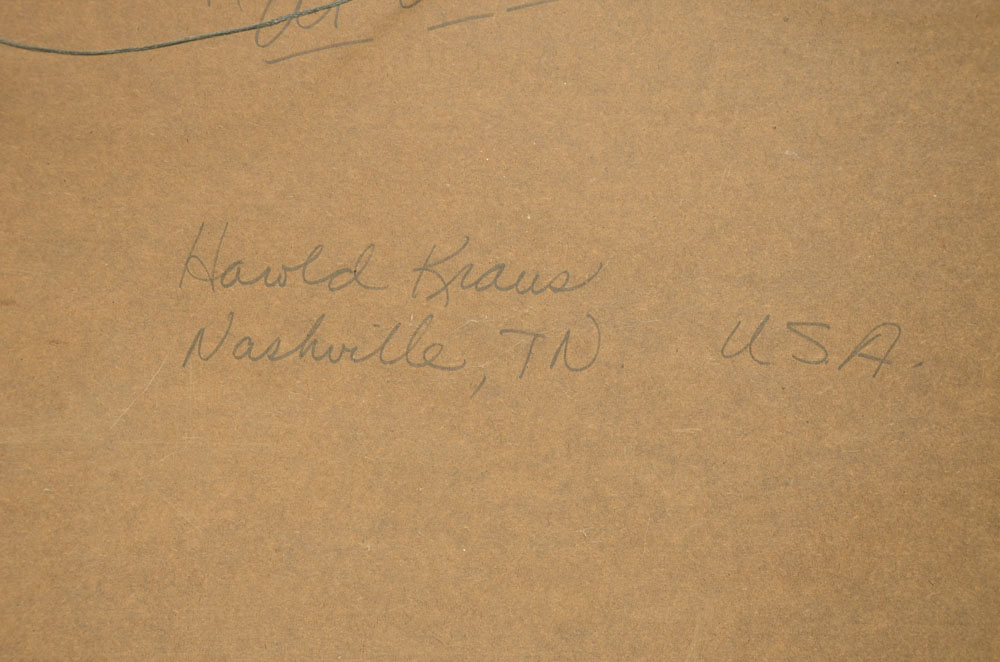 Harold Kraus
Nashville, TN. USA.